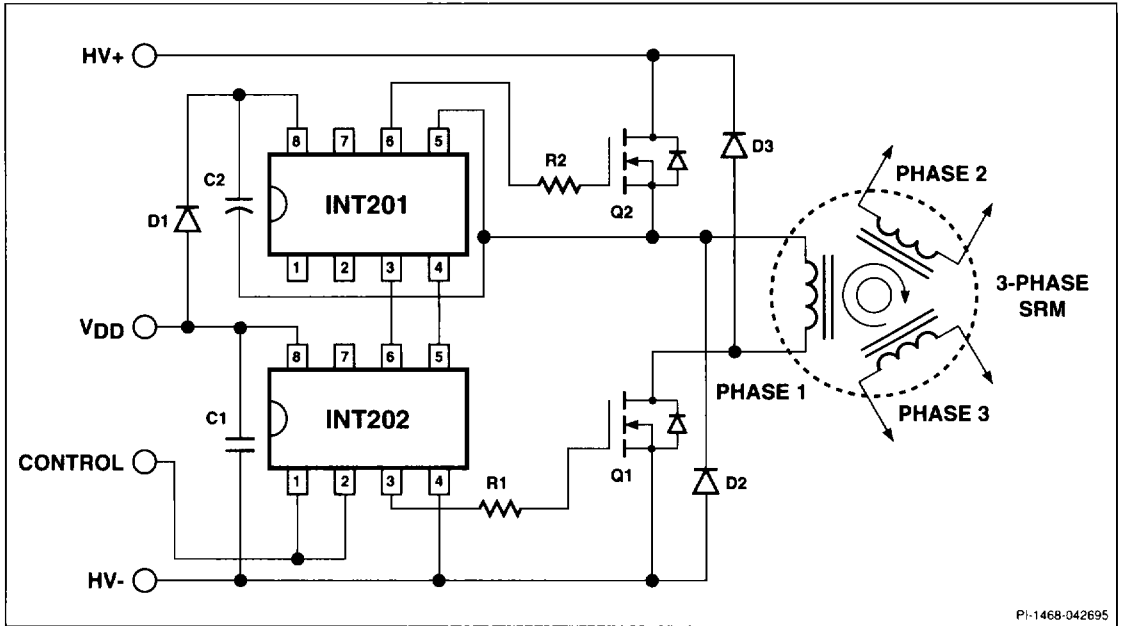 HV+
8 7 6 5
C2
D1
INT201
R2
Q2
D3
PHASE 2
1 2 3 4
3-PHASE
SRM
VDD
8 7 6 5
C1
INT202
PHASE 1
PHASE 3
CONTROL
1 2 3 4
R1
Q1
D2
HV-
PI-1468-042695